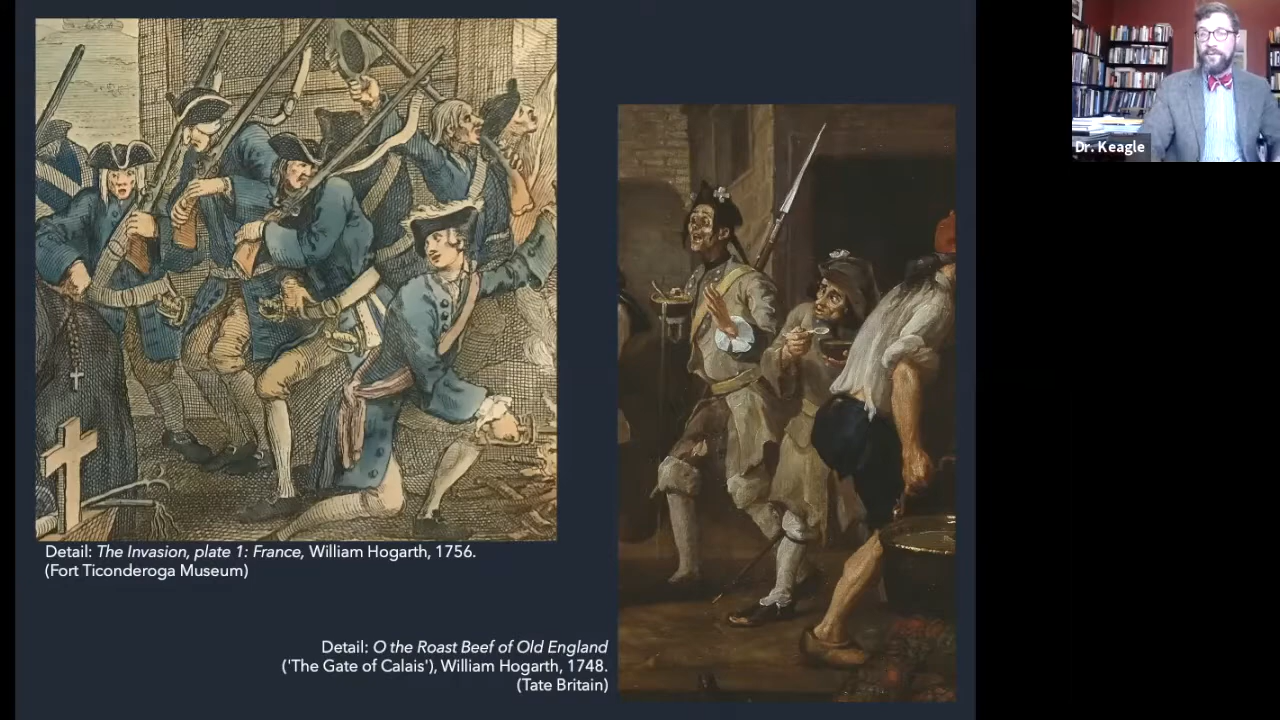 Dr. Keagle
Detail: The Invasion, plate 1: France, William Hogarth, 1756.
(Fort Ticonderoga Museum)
Detail: O the Roast Beef of Old England
('The Gate of Calais'), William Hogarth, 1748.
(Tate Britain)